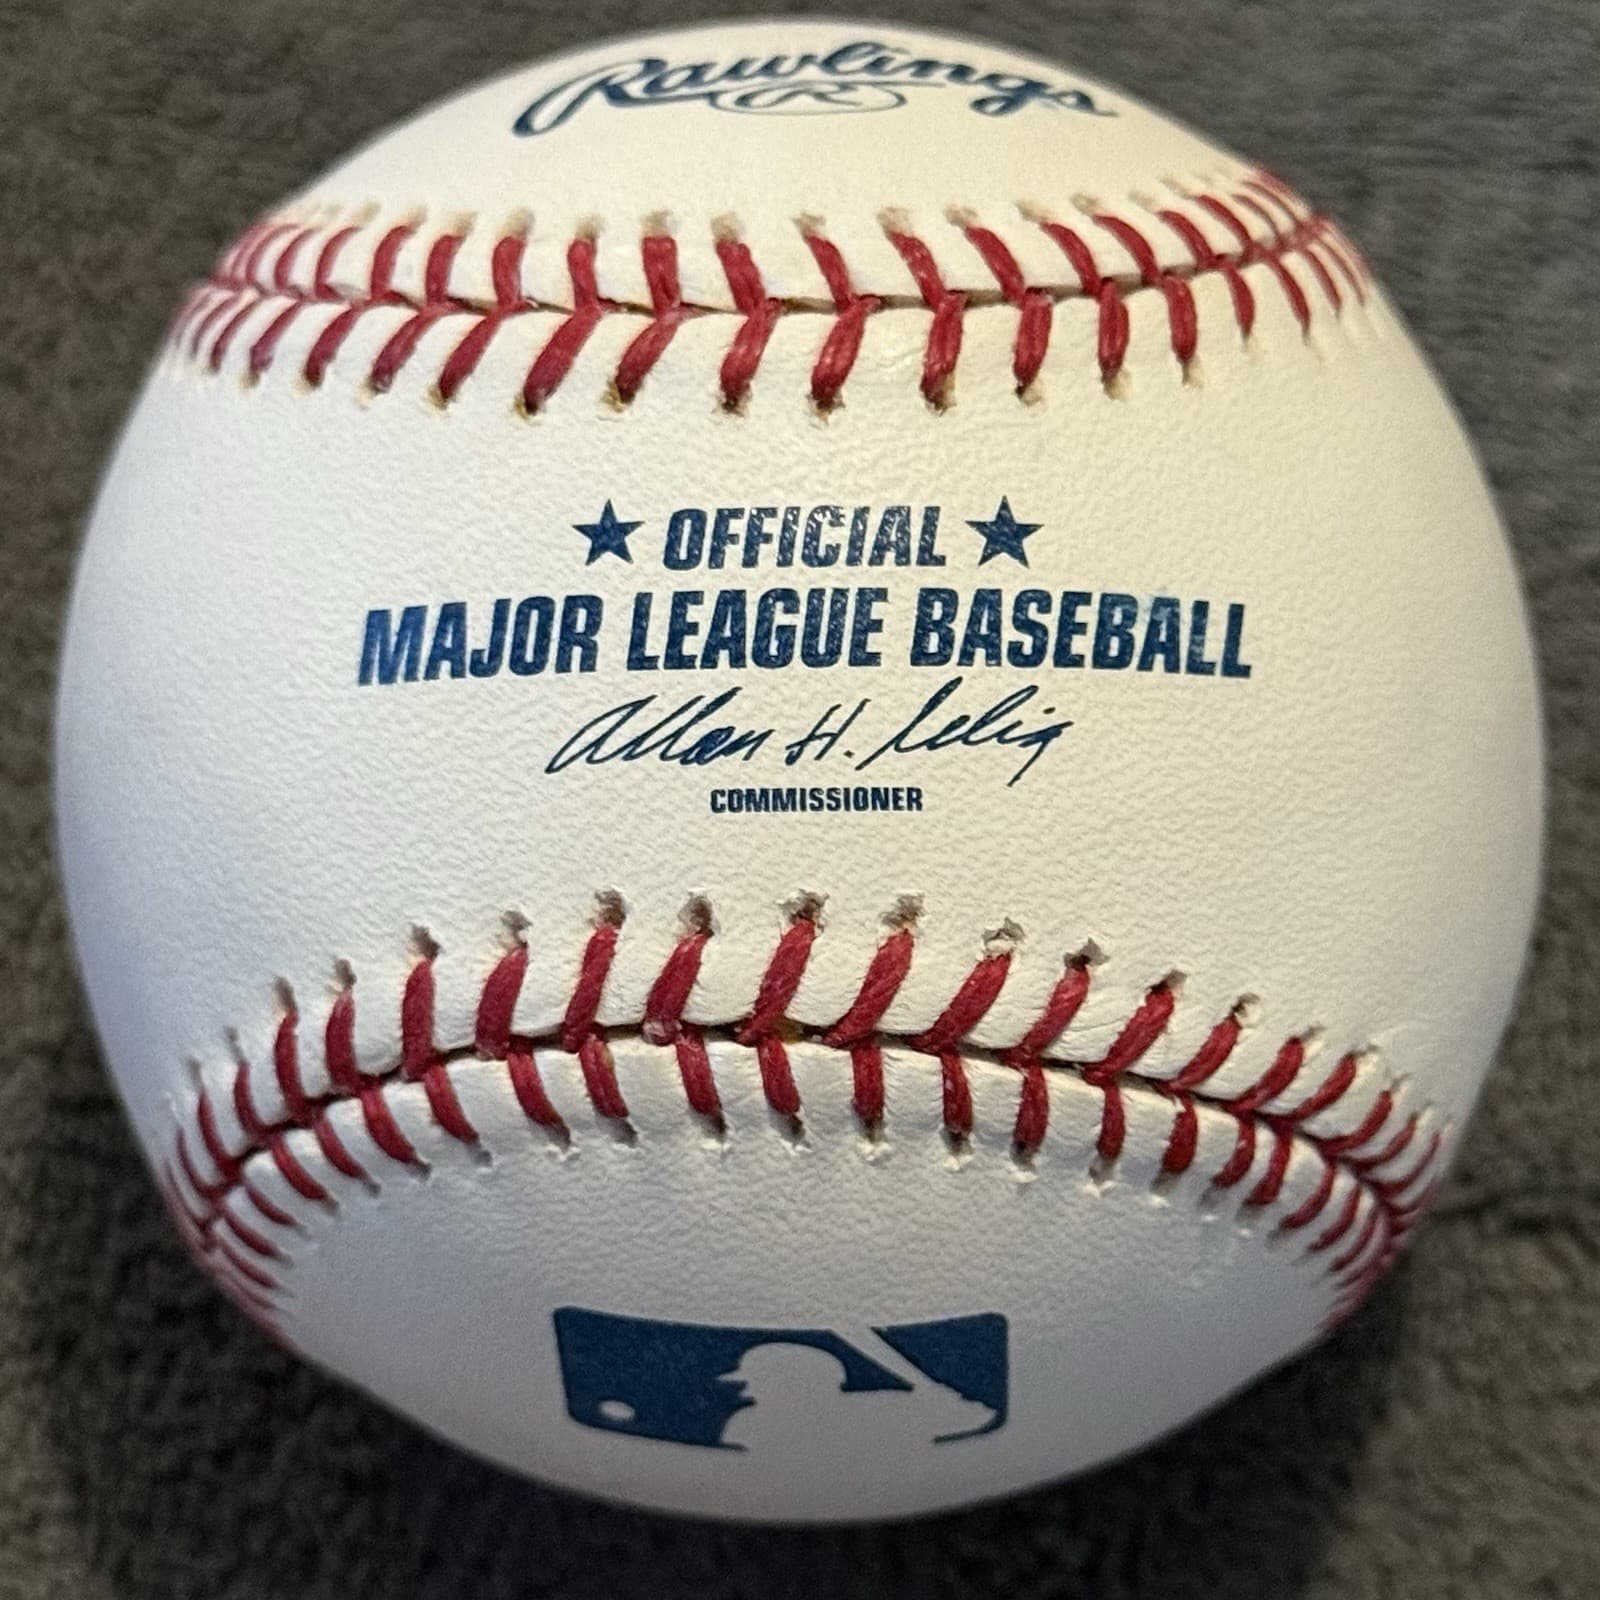 Rawlings
R
★ OFFICIAL ★
MAJOR LEAGUE BASEBALL
Allan H. Selig
COMMISSIONER